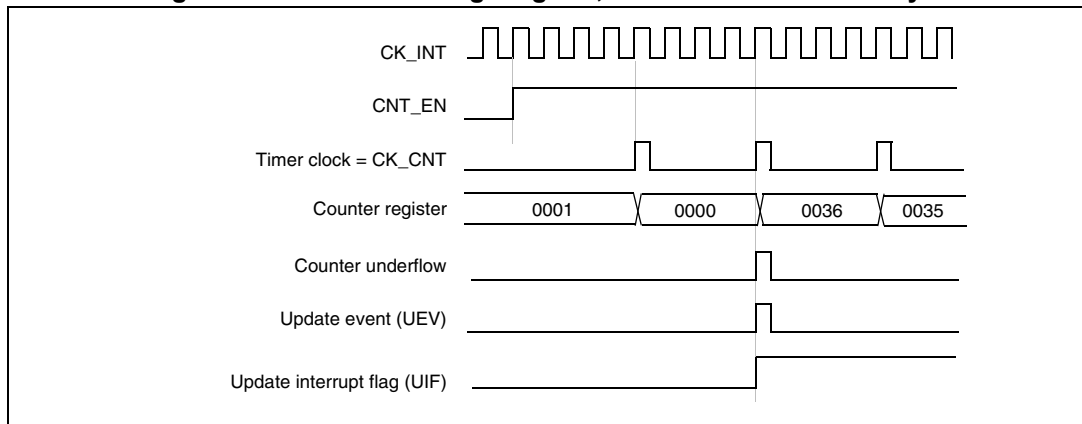 CK_INT
CNT_EN
Timer clock = CK_CNT
Counter register 0001 0000 0036 0035
Counter underflow
Update event (UEV)
Update interrupt flag (UIF)